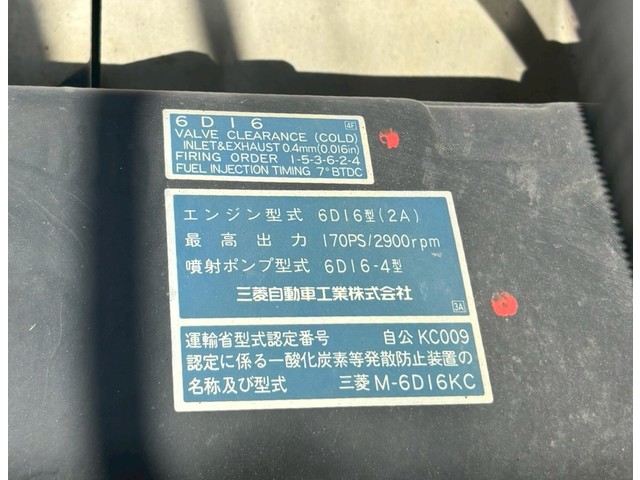 6D16 4F
VALVE CLEARANCE (COLD)
INLET&EXHAUST 0.4mm(0.016in)
FIRING ORDER 1-5-3-6-2-4
FUEL INJECTION TIMING 7° BTDC
エンジン型式 6D16型(2A)
最高出力 170PS/2900rpm
噴射ポンプ型式 6D16-4型
三菱自動車工業株式会社
3A
運輸省型式認定番号 自公 KC009
認定に係る一酸化炭素等発散防止装置の
名称及び型式 三菱 M-6D16KC